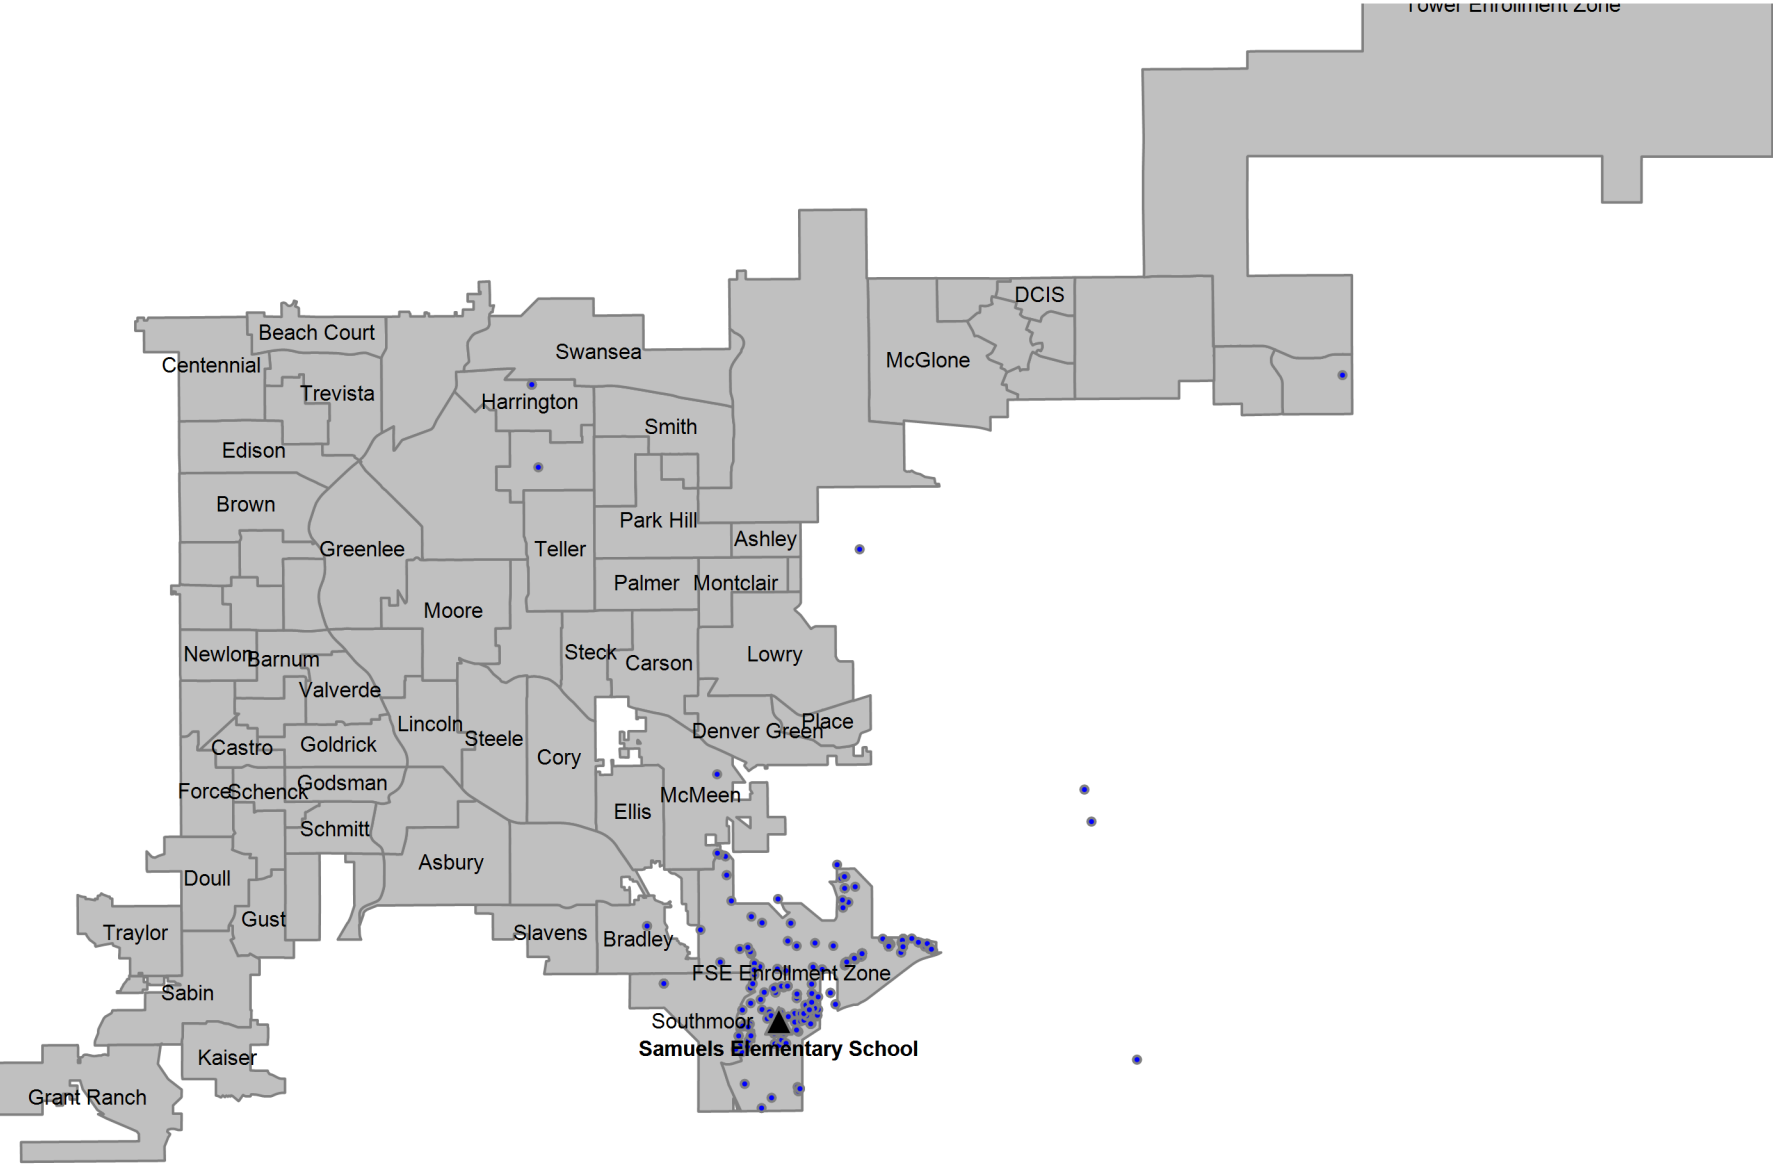 Tower Enrollment Zone
DCIS
Beach Court
Swansea
McGlone
Centennial
Trevista
Harrington
Smith
Edison
Brown
Park Hill
Ashley
Greenlee
Teller
Palmer
Montclair
Moore
Newlon
Barnum
Steck
Carson
Lowry
Valverde
Lincoln
Steele
Denver Green
Place
Castro
Goldrick
Cory
Force
Schenck
Godsman
McMeen
Ellis
Schmitt
Asbury
Doull
Gust
Traylor
Slavens
Bradley
FSE Enrollment Zone
Sabin
Southmoor
Samuels Elementary School
Kaiser
Grant Ranch